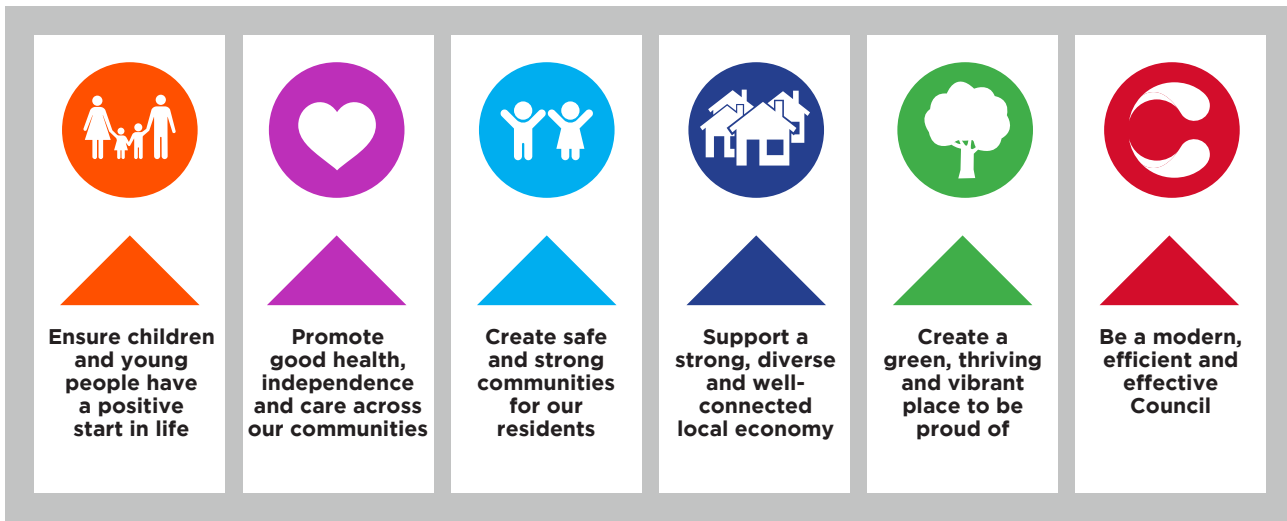 Ensure children
and young
people have
a positive
start in life
Promote
good health,
independence
and care across
our communities
Create safe
and strong
communities
for our
residents
Support a
strong, diverse
and well-
connected
local economy
Create a
green, thriving
and vibrant
place to be
proud of
Be a modern,
efficient and
effective
Council